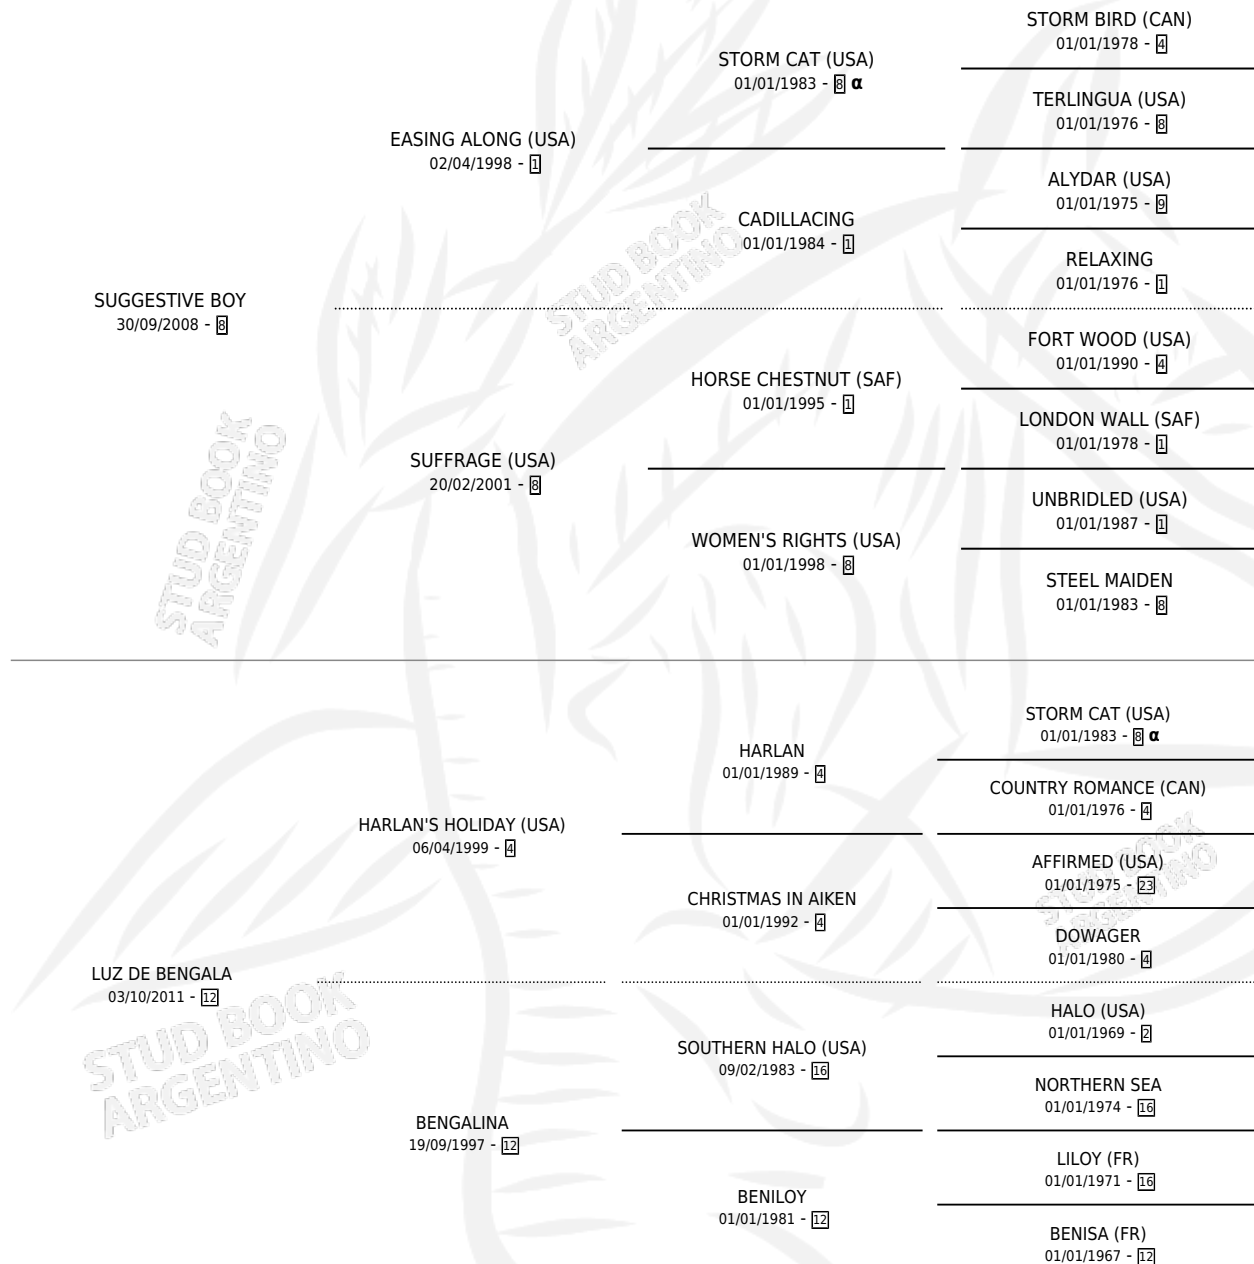 STORM BIRD (CAN)
01/01/1978 - 4
STORM CAT (USA)
01/01/1983 - 8 α
TERLINGUA (USA)
01/01/1976 - 8
EASING ALONG (USA)
02/04/1998 - 1
ALYDAR (USA)
01/01/1975 - 9
CADILLACING
01/01/1984 - 1
RELAXING
01/01/1976 - 1
SUGGESTIVE BOY
30/09/2008 - 8
STUD BOOK
ARGENTINO
FORT WOOD (USA)
01/01/1990 - 4
HORSE CHESTNUT (SAF)
01/01/1995 - 1
LONDON WALL (SAF)
01/01/1978 - 1
SUFFRAGE (USA)
20/02/2001 - 8
UNBRIDLED (USA)
01/01/1987 - 1
WOMEN'S RIGHTS (USA)
01/01/1998 - 8
STEEL MAIDEN
01/01/1983 - 8
STUD BOOK
ARGENTINO
STORM CAT (USA)
01/01/1983 - 8 α
HARLAN
01/01/1989 - 4
COUNTRY ROMANCE (CAN)
01/01/1976 - 4
HARLAN'S HOLIDAY (USA)
06/04/1999 - 4
AFFIRMED (USA)
01/01/1975 - 23
STUD BOOK
ARGENTINO
CHRISTMAS IN AIKEN
01/01/1992 - 4
DOWAGER
01/01/1980 - 4
LUZ DE BENGALA
03/10/2011 - 12
STUD BOOK
ARGENTINO
HALO (USA)
01/01/1969 - 2
SOUTHERN HALO (USA)
09/02/1983 - 16
NORTHERN SEA
01/01/1974 - 16
BENGALINA
19/09/1997 - 12
LILOY (FR)
01/01/1971 - 16
BENILOY
01/01/1981 - 12
BENISA (FR)
01/01/1967 - 12